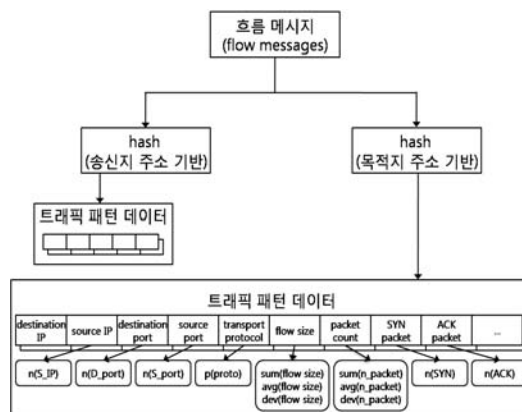 흐름 메시지
(flow messages)
hash
(송신지 주소 기반)
hash
(목적지 주소 기반)
트래픽 패턴 데이터
트래픽 패턴 데이터
destination IP
source IP
destination port
source port
transport protocol
flow size
packet count
SYN packet
ACK packet
...
n(S_IP)
n(D_port)
n(S_port)
p(proto)
sum(flow size)
avg(flow size)
dev(flow size)
sum(n_packet)
avg(n_packet)
dev(n_packet)
n(SYN)
n(ACK)